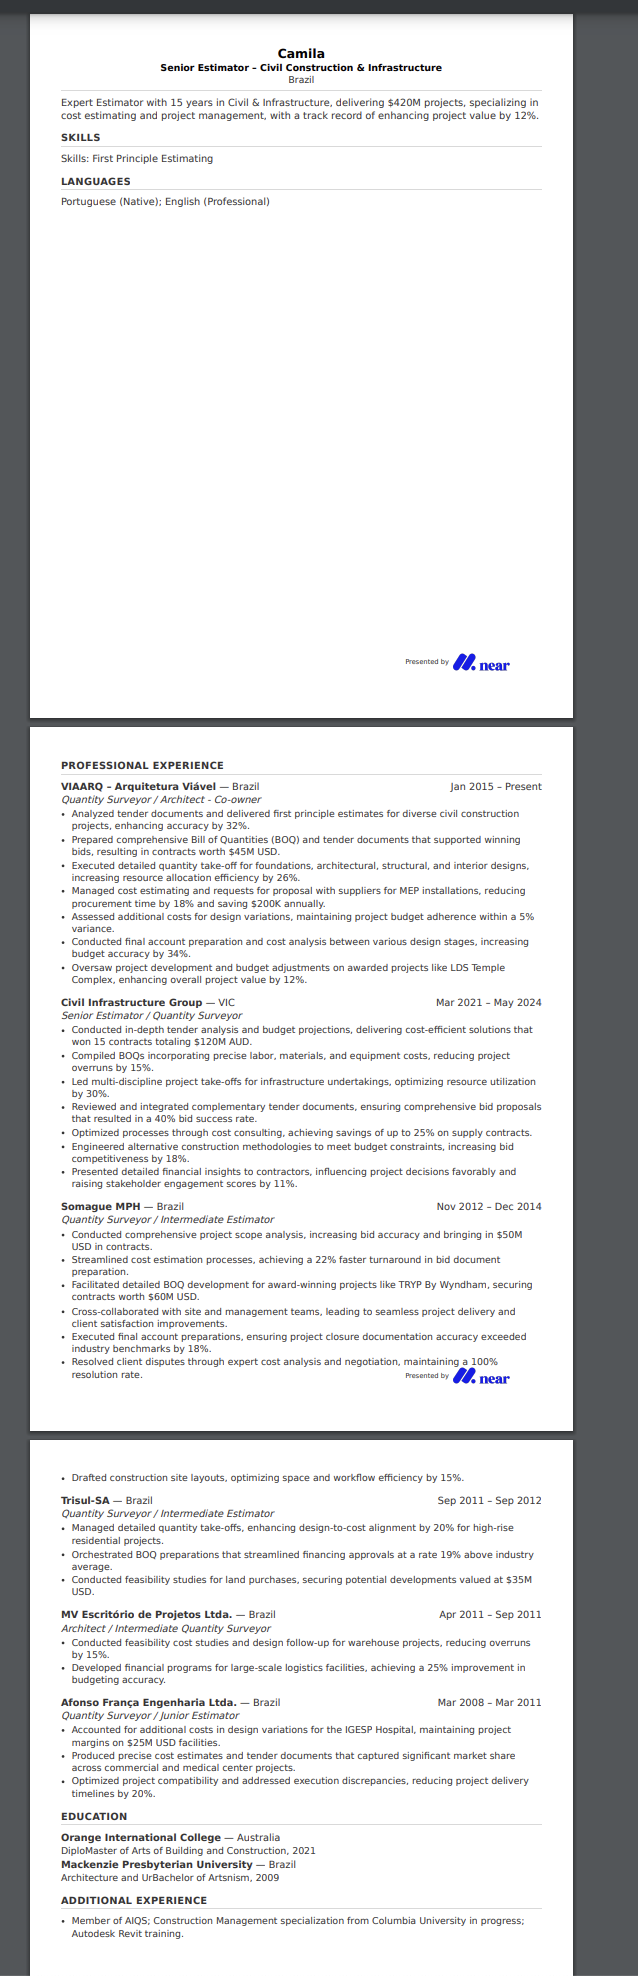 Camila
Senior Estimator – Civil Construction & Infrastructure
Brazil
Expert Estimator with 15 years in Civil & Infrastructure, delivering $420M projects, specializing in
cost estimating and project management, with a track record of enhancing project value by 12%.
SKILLS
Skills: First Principle Estimating
LANGUAGES
Portuguese (Native); English (Professional)
Presented by near
PROFESSIONAL EXPERIENCE
VIAARQ – Arquitetura Viável — Brazil Jan 2015 – Present
Quantity Surveyor / Architect - Co-owner
• Analyzed tender documents and delivered first principle estimates for diverse civil construction
projects, enhancing accuracy by 32%.
• Prepared comprehensive Bill of Quantities (BOQ) and tender documents that supported winning
bids, resulting in contracts worth $45M USD.
• Executed detailed quantity take-off for foundations, architectural, structural, and interior designs,
increasing resource allocation efficiency by 26%.
• Managed cost estimating and requests for proposal with suppliers for MEP installations, reducing
procurement time by 18% and saving $200K annually.
• Assessed additional costs for design variations, maintaining project budget adherence within a 5%
variance.
• Conducted final account preparation and cost analysis between various design stages, increasing
budget accuracy by 34%.
• Oversaw project development and budget adjustments on awarded projects like LDS Temple
Complex, enhancing overall project value by 12%.
Civil Infrastructure Group — VIC Mar 2021 – May 2024
Senior Estimator / Quantity Surveyor
• Conducted in-depth tender analysis and budget projections, delivering cost-efficient solutions that
won 15 contracts totaling $120M AUD.
• Compiled BOQs incorporating precise labor, materials, and equipment costs, reducing project
overruns by 15%.
• Led multi-discipline project take-offs for infrastructure undertakings, optimizing resource utilization
by 30%.
• Reviewed and integrated complementary tender documents, ensuring comprehensive bid proposals
that resulted in a 40% bid success rate.
• Optimized processes through cost consulting, achieving savings of up to 25% on supply contracts.
• Engineered alternative construction methodologies to meet budget constraints, increasing bid
competitiveness by 18%.
• Presented detailed financial insights to contractors, influencing project decisions favorably and
raising stakeholder engagement scores by 11%.
Somague MPH — Brazil Nov 2012 – Dec 2014
Quantity Surveyor / Intermediate Estimator
• Conducted comprehensive project scope analysis, increasing bid accuracy and bringing in $50M
USD in contracts.
• Streamlined cost estimation processes, achieving a 22% faster turnaround in bid document
preparation.
• Facilitated detailed BOQ development for award-winning projects like TRYP By Wyndham, securing
contracts worth $60M USD.
• Cross-collaborated with site and management teams, leading to seamless project delivery and
client satisfaction improvements.
• Executed final account preparations, ensuring project closure documentation accuracy exceeded
industry benchmarks by 18%.
• Resolved client disputes through expert cost analysis and negotiation, maintaining a 100%
resolution rate.
Presented by near
• Drafted construction site layouts, optimizing space and workflow efficiency by 15%.
Trisul-SA — Brazil Sep 2011 – Sep 2012
Quantity Surveyor / Intermediate Estimator
• Managed detailed quantity take-offs, enhancing design-to-cost alignment by 20% for high-rise
residential projects.
• Orchestrated BOQ preparations that streamlined financing approvals at a rate 19% above industry
average.
• Conducted feasibility studies for land purchases, securing potential developments valued at $35M
USD.
MV Escritório de Projetos Ltda. — Brazil Apr 2011 – Sep 2011
Architect / Intermediate Quantity Surveyor
• Conducted feasibility cost studies and design follow-up for warehouse projects, reducing overruns
by 15%.
• Developed financial programs for large-scale logistics facilities, achieving a 25% improvement in
budgeting accuracy.
Afonso França Engenharia Ltda. — Brazil Mar 2008 – Mar 2011
Quantity Surveyor / Junior Estimator
• Accounted for additional costs in design variations for the IGESP Hospital, maintaining project
margins on $25M USD facilities.
• Produced precise cost estimates and tender documents that captured significant market share
across commercial and medical center projects.
• Optimized project compatibility and addressed execution discrepancies, reducing project delivery
timelines by 20%.
EDUCATION
Orange International College — Australia
DiploMaster of Arts of Building and Construction, 2021
Mackenzie Presbyterian University — Brazil
Architecture and UrBachelor of Artsnism, 2009
ADDITIONAL EXPERIENCE
• Member of AIQS; Construction Management specialization from Columbia University in progress;
Autodesk Revit training.